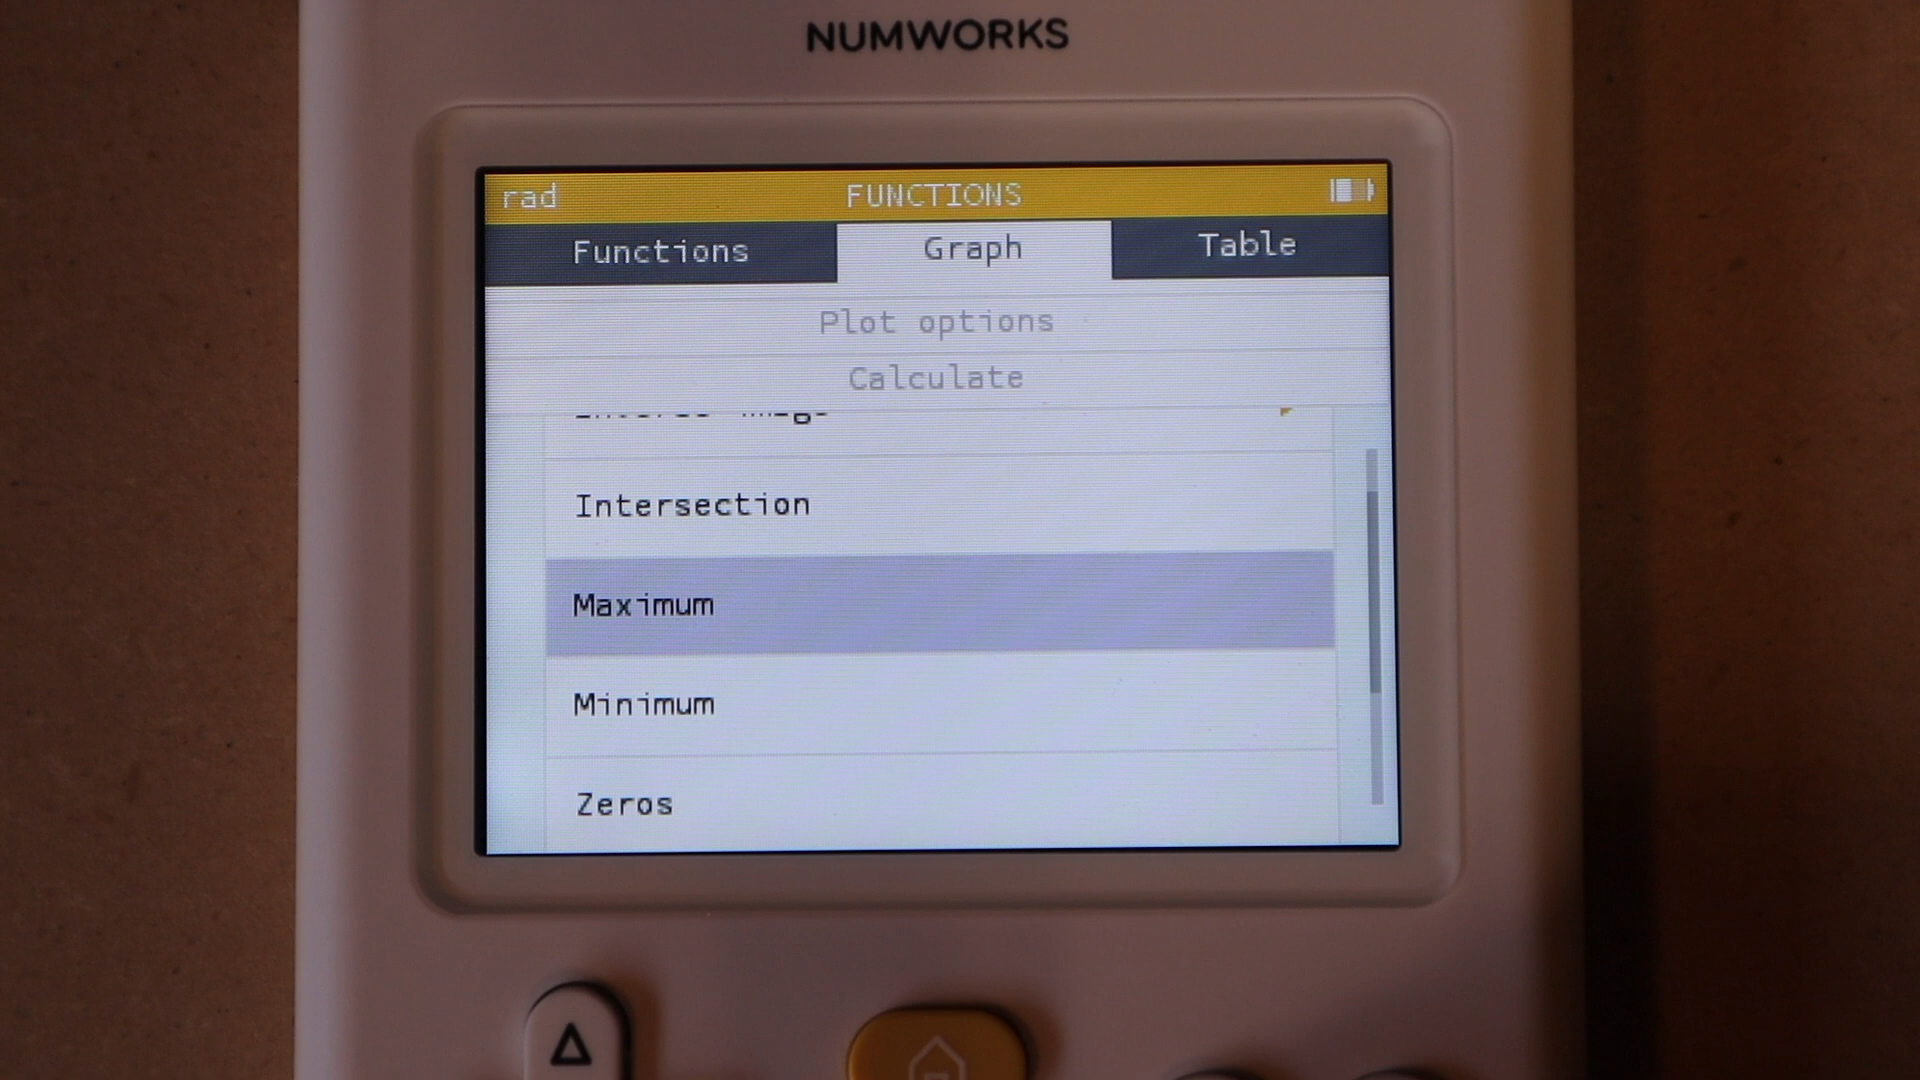 NUMWORKS
rad FUNCTIONS
Functions Graph Table
Plot options
Calculate
Intersection
Maximum
Minimum
Zeros